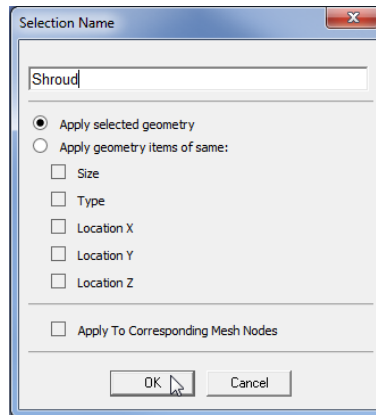 Selection Name
Shroud
Apply selected geometry
Apply geometry items of same:
Size
Type
Location X
Location Y
Location Z
Apply To Corresponding Mesh Nodes
OK Cancel